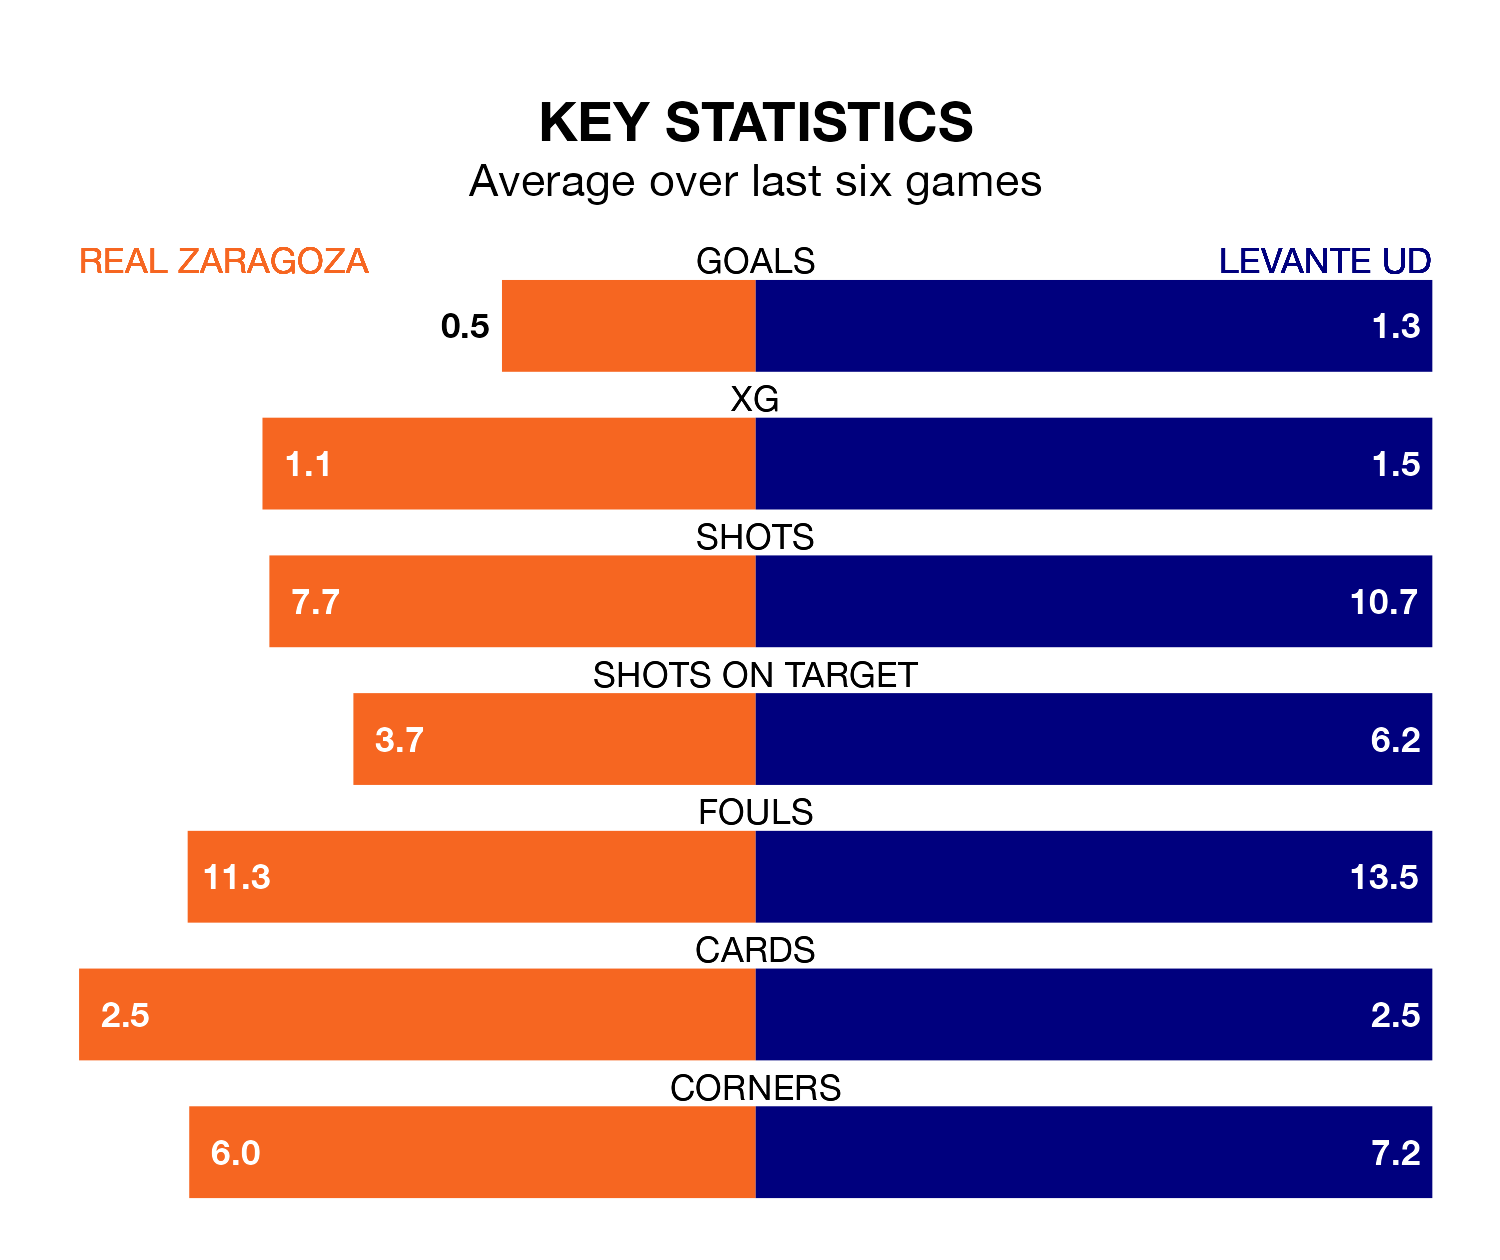 KEY STATISTICS
Average over last six games
REAL ZARAGOZA GOALS LEVANTE UD
0.5 1.3
XG
1.1 1.5
SHOTS
7.7 10.7
SHOTS ON TARGET
3.7 6.2
FOULS
11.3 13.5
CARDS
2.5 2.5
CORNERS
6.0 7.2